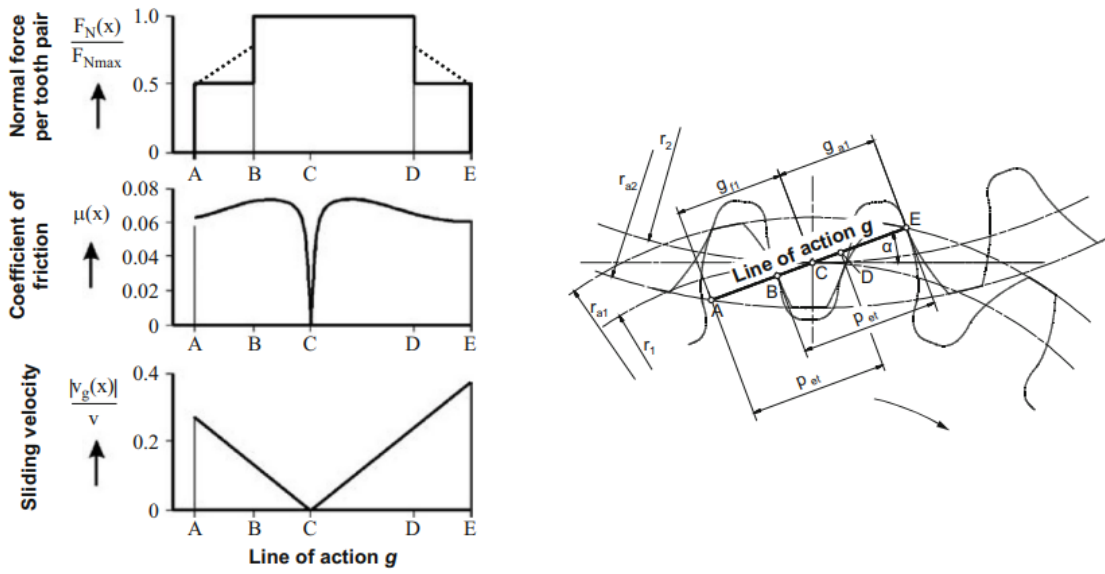 Normal force
per tooth pair
F_N(x)
F_Nmax
1.0
0.5
0
A B C D E
Coefficient of
friction
μ(x)
0.08
0.06
0.04
0.02
0
A B C D E
Sliding velocity
|v_g(x)|
v
0.4
0.2
0
A B C D E
Line of action g
r_2
r_a2
g_f1
g_a1
Line of action g
E
α
C
D
B
A
r_a1
r_1
p_et
p_et